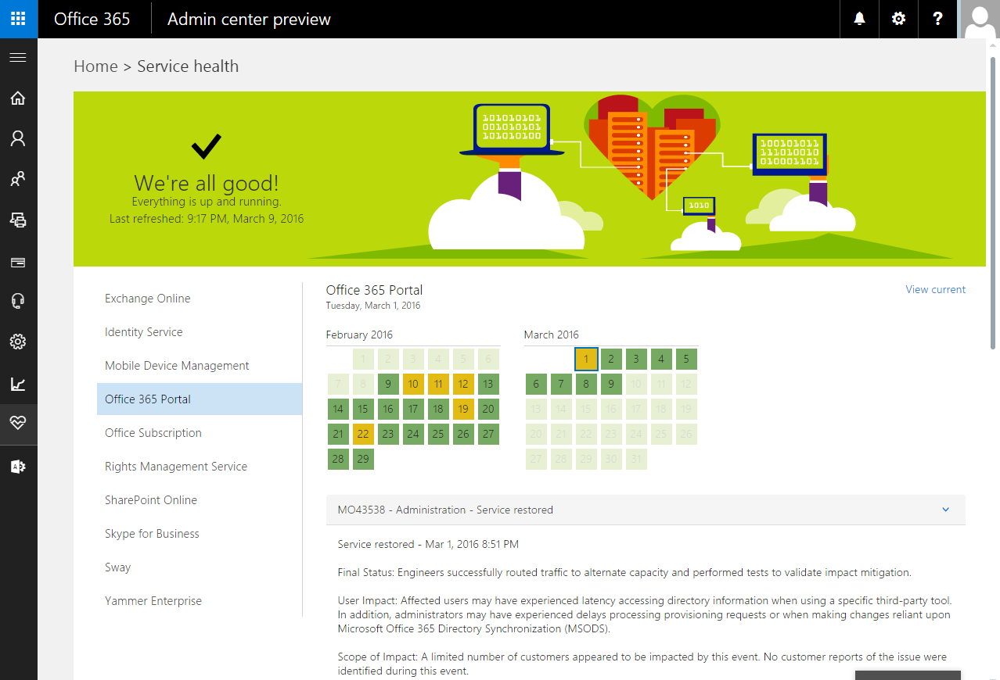 Office 365
Admin center preview
?
Home > Service health
We're all good!
Everything is up and running.
Last refreshed: 9:17 PM, March 9, 2016
101010101
001010101
101010100
100101011
111010010
010001101
1010
Exchange Online
Identity Service
Mobile Device Management
Office 365 Portal
Office Subscription
Rights Management Service
SharePoint Online
Skype for Business
Sway
Yammer Enterprise
Office 365 Portal
Tuesday, March 1, 2016
View current
February 2016
1 2 3 4 5 6
7 8 9 10 11 12 13
14 15 16 17 18 19 20
21 22 23 24 25 26 27
28 29
March 2016
1 2 3 4 5
6 7 8 9 10 11 12
13 14 15 16 17 18 19
20 21 22 23 24 25 26
27 28 29 30 31
MO43538 - Administration - Service restored
Service restored - Mar 1, 2016 8:51 PM
Final Status: Engineers successfully routed traffic to alternate capacity and performed tests to validate impact mitigation.
User Impact: Affected users may have experienced latency accessing directory information when using a specific third-party tool.
In addition, administrators may have experienced delays processing provisioning requests or when making changes reliant upon
Microsoft Office 365 Directory Synchronization (MSODS).
Scope of Impact: A limited number of customers appeared to be impacted by this event. No customer reports of the issue were
identified during this event.